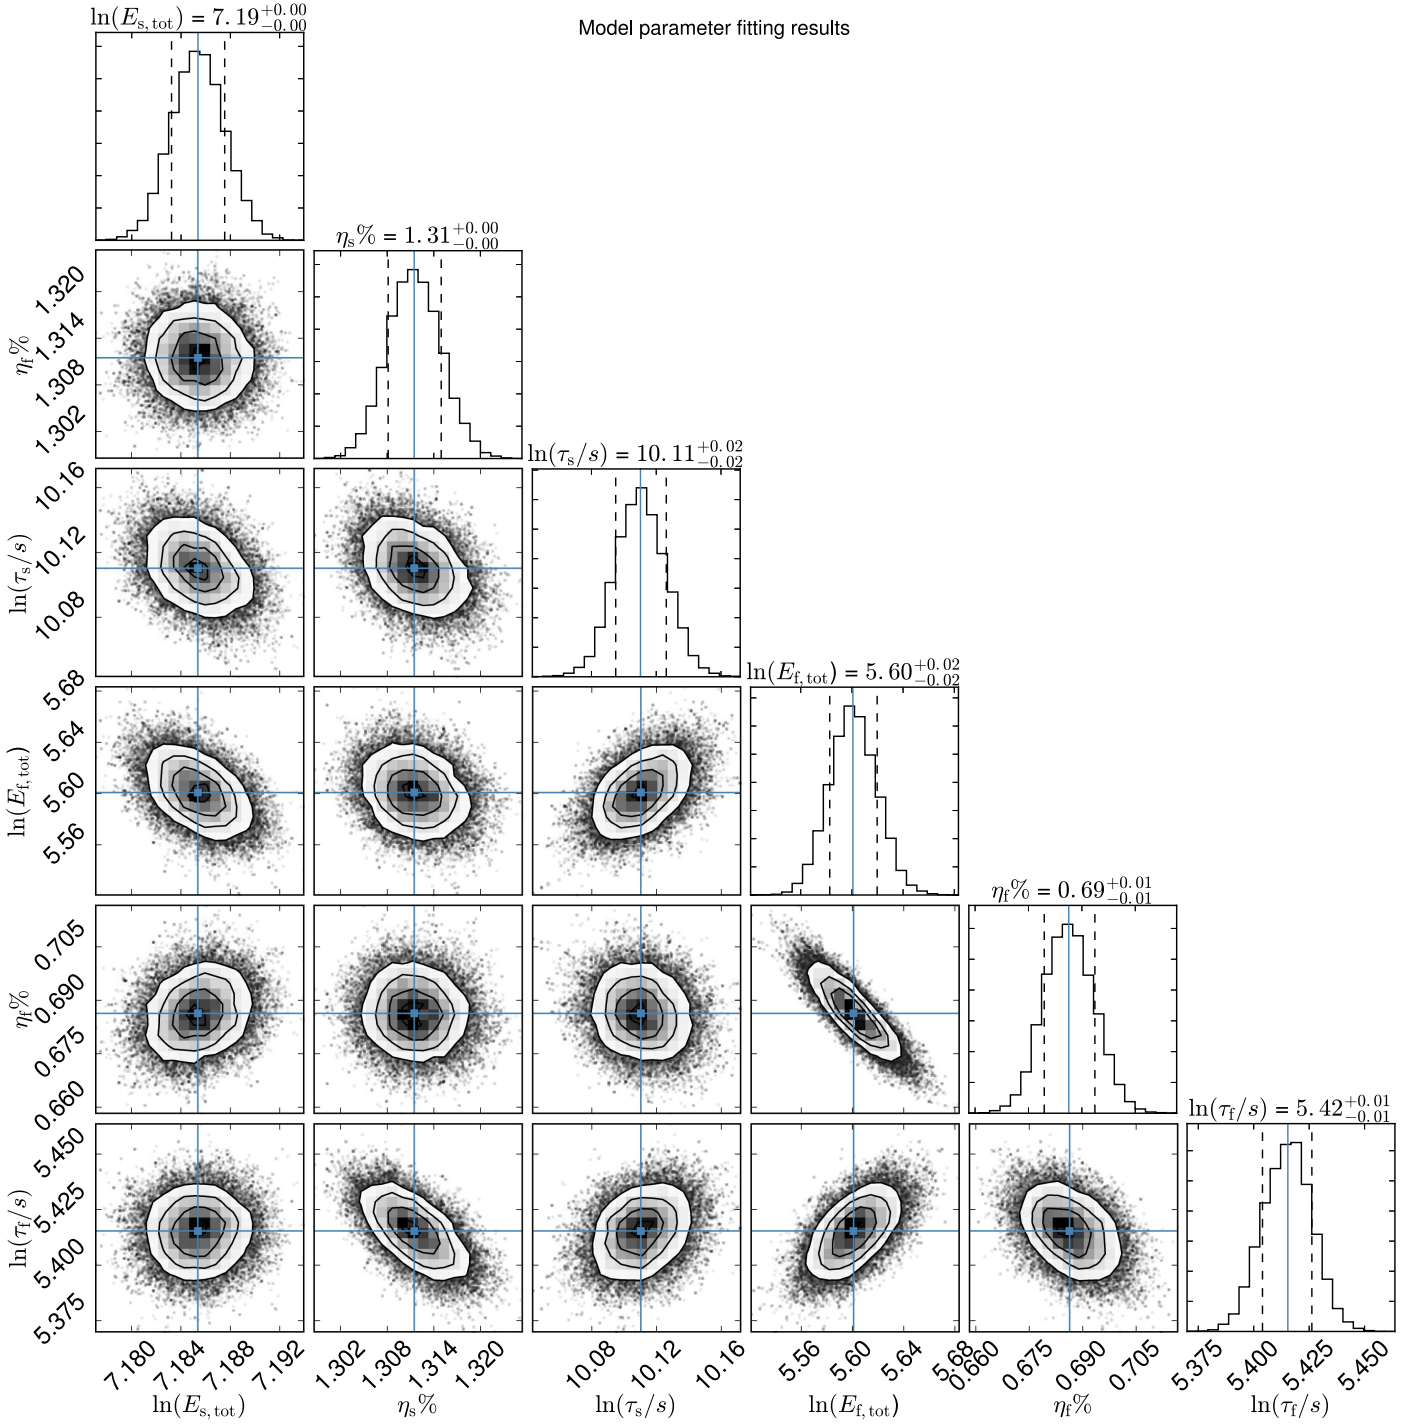 ln(E_s,tot) = 7.19 +0.00 −0.00
Model parameter fitting results
η_s% = 1.31 +0.00 −0.00
η_f%
1.320
1.314
1.308
1.302
ln(τ_s/s) = 10.11 +0.02 −0.02
ln(τ_s/s)
10.16
10.12
10.08
ln(E_f,tot) = 5.60 +0.02 −0.02
ln(E_f,tot)
5.68
5.64
5.60
5.56
η_f% = 0.69 +0.01 −0.01
η_f%
0.705
0.690
0.675
0.660
ln(τ_f/s) = 5.42 +0.01 −0.01
ln(τ_f/s)
5.450
5.425
5.400
5.375
7.180 7.184 7.188 7.192 1.302 1.308 1.314 1.320 10.08 10.12 10.16 5.56 5.60 5.64 5.68 0.660 0.675 0.690 0.705 5.375 5.400 5.425 5.450
ln(E_s,tot) η_s% ln(τ_s/s) ln(E_f,tot) η_f% ln(τ_f/s)